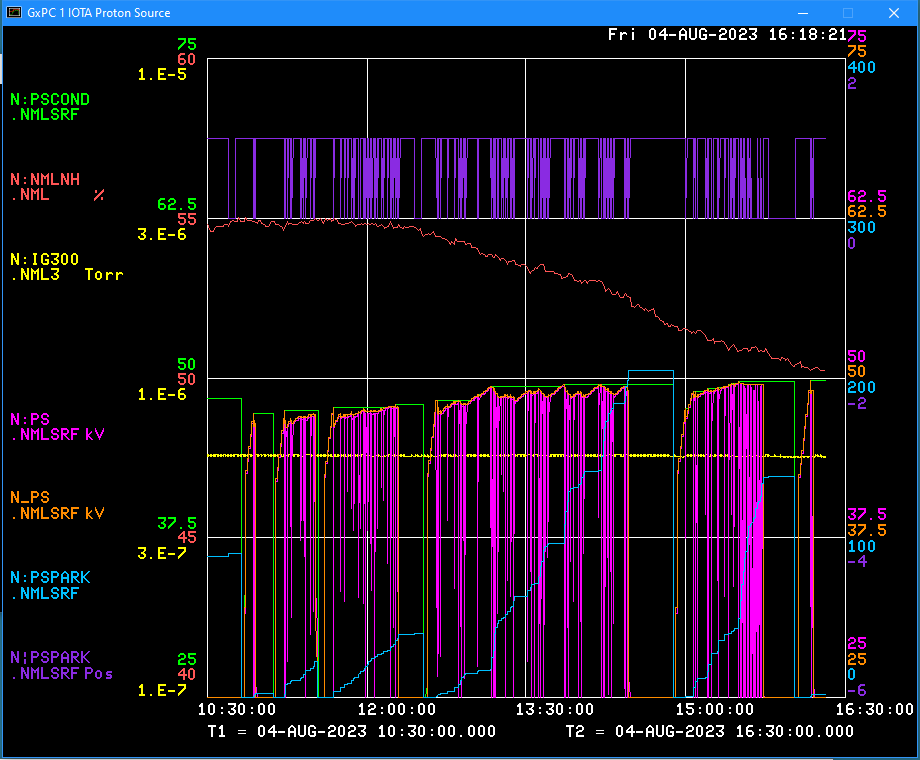 GxPC 1 IOTA Proton Source
Fri 04-AUG-2023 16:18:21
75
60
1.E-5
75
75
400
2
N:PSCOND
.NMLSRF
N:NMLNH
.NML %
62.5
55
3.E-6
62.5
62.5
300
0
N:IG300
.NML3 Torr
50
50
1.E-6
50
50
200
-2
N:PS
.NMLSRF kV
N_PS
.NMLSRF kV
37.5
45
3.E-7
37.5
37.5
100
-4
N:PSPARK
.NMLSRF
N¦PSPARK
.NMLSRF Pos
25
40
1.E-7
25
25
0
-6
10:30:00 12:00:00 13:30:00 15:00:00 16:30:00
T1 = 04-AUG-2023 10:30:00.000 T2 = 04-AUG-2023 16:30:00.000